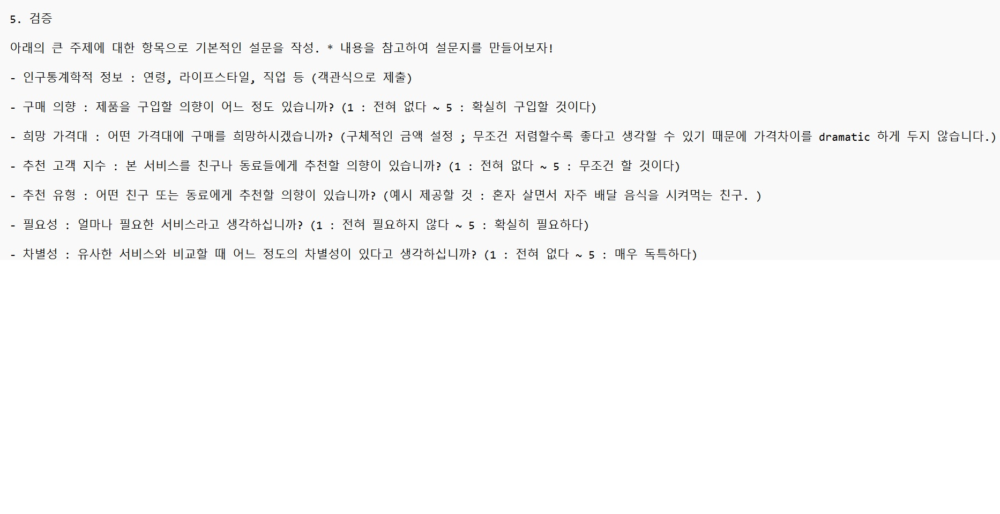 5. 검증
아래의 큰 주제에 대한 항목으로 기본적인 설문을 작성. * 내용을 참고하여 설문지를 만들어보자!
- 인구통계학적 정보 : 연령, 라이프스타일, 직업 등 (객관식으로 제출)
- 구매 의향 : 제품을 구입할 의향이 어느 정도 있습니까? (1 : 전혀 없다 ~ 5 : 확실히 구입할 것이다)
- 희망 가격대 : 어떤 가격대에 구매를 희망하시겠습니까? (구체적인 금액 설정 ; 무조건 저렴할수록 좋다고 생각할 수 있기 때문에 가격차이를 dramatic 하게 두지 않습니다.)
- 추천 고객 지수 : 본 서비스를 친구나 동료들에게 추천할 의향이 있습니까? (1 : 전혀 없다 ~ 5 : 무조건 할 것이다)
- 추천 유형 : 어떤 친구 또는 동료에게 추천할 의향이 있습니까? (예시 제공할 것 : 혼자 살면서 자주 배달 음식을 시켜먹는 친구. )
- 필요성 : 얼마나 필요한 서비스라고 생각하십니까? (1 : 전혀 필요하지 않다 ~ 5 : 확실히 필요하다)
- 차별성 : 유사한 서비스와 비교할 때 어느 정도의 차별성이 있다고 생각하십니까? (1 : 전혀 없다 ~ 5 : 매우 독특하다)